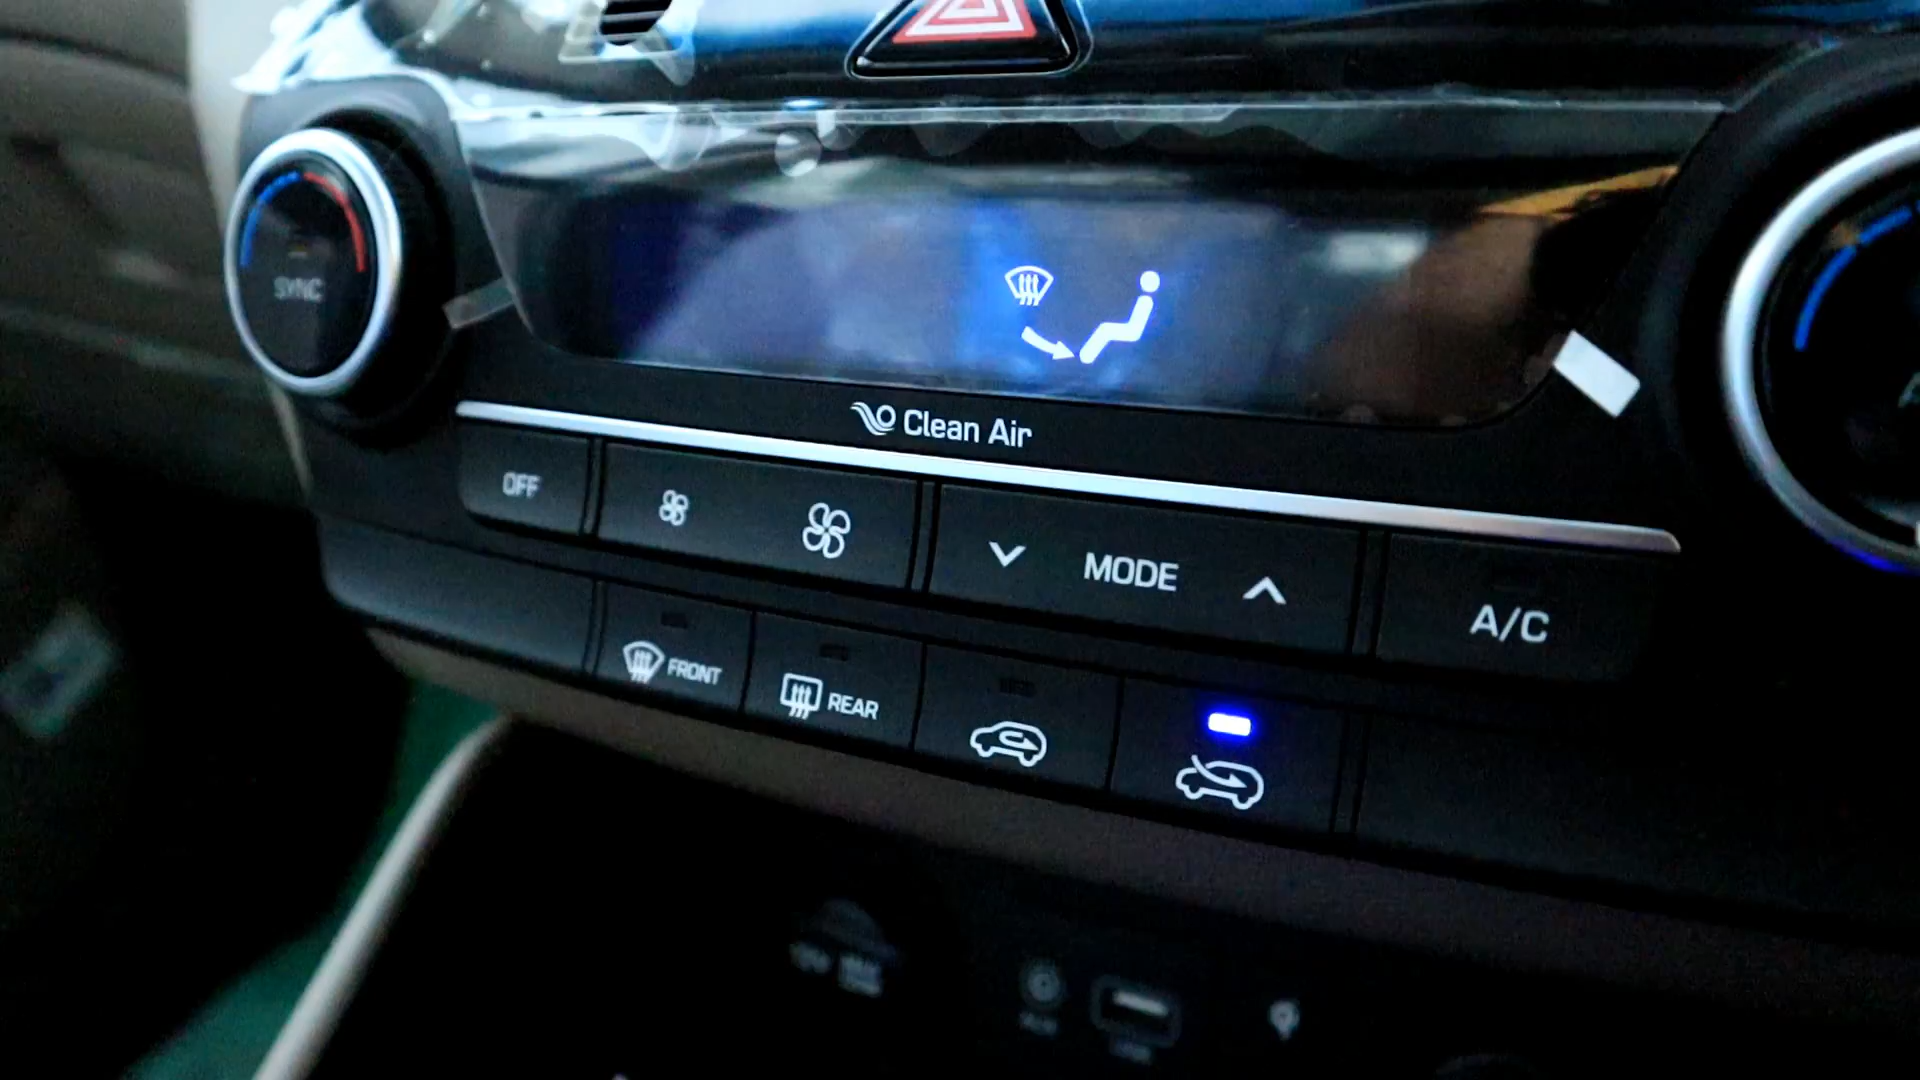 SYNC
Clean Air
OFF
MODE
A/C
FRONT
REAR